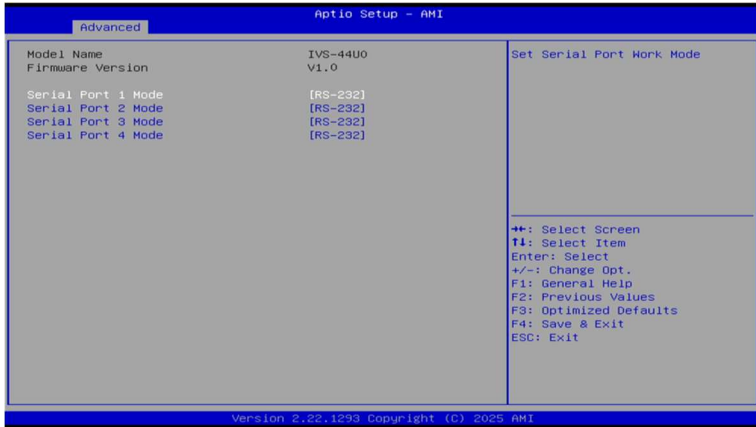 Aptio Setup – AMI
Advanced
Model Name IVS-44U0
Firmware Version V1.0
Serial Port 1 Mode [RS-232]
Serial Port 2 Mode [RS-232]
Serial Port 3 Mode [RS-232]
Serial Port 4 Mode [RS-232]
Set Serial Port Work Mode
→←: Select Screen
↑↓: Select Item
Enter: Select
+/-: Change Opt.
F1: General Help
F2: Previous Values
F3: Optimized Defaults
F4: Save & Exit
ESC: Exit
Version 2.22.1293 Copyright (C) 2025 AMI